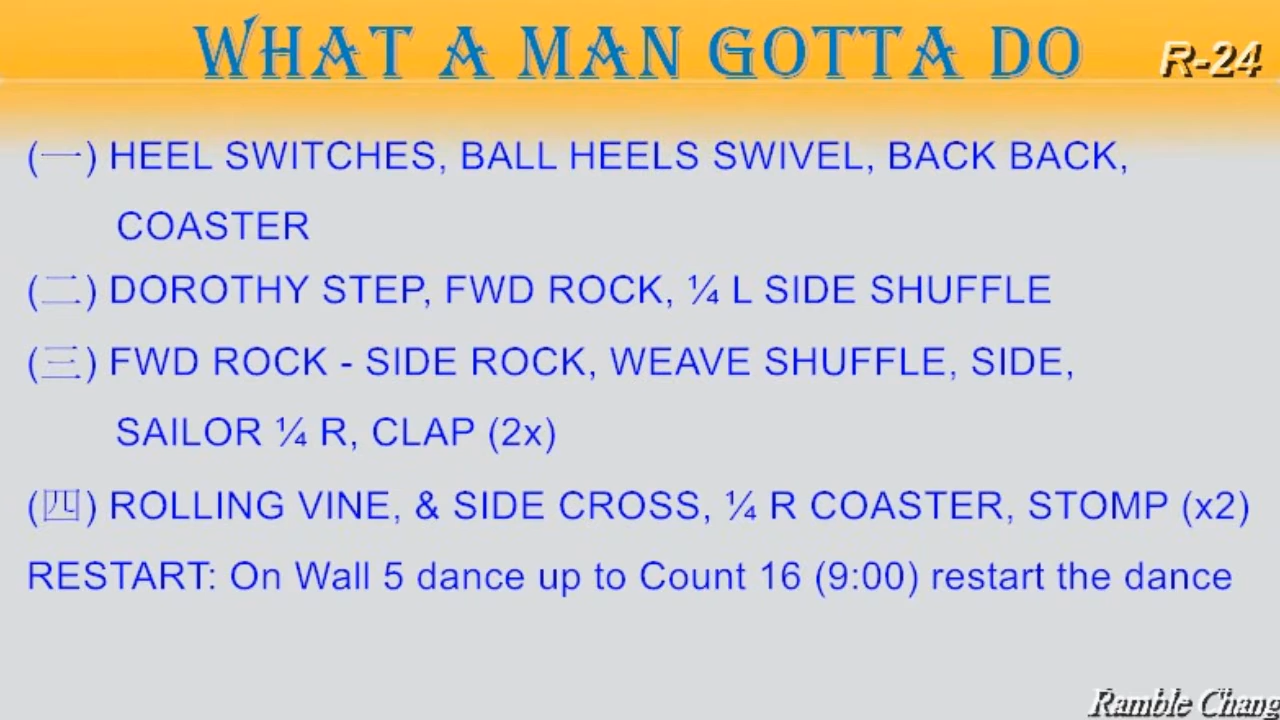 WHAT A MAN GOTTA DO
R-24
(一) HEEL SWITCHES, BALL HEELS SWIVEL, BACK BACK,
COASTER
(二) DOROTHY STEP, FWD ROCK, ¼ L SIDE SHUFFLE
(三) FWD ROCK - SIDE ROCK, WEAVE SHUFFLE, SIDE,
SAILOR ¼ R, CLAP (2x)
(四) ROLLING VINE, & SIDE CROSS, ¼ R COASTER, STOMP (x2)
RESTART: On Wall 5 dance up to Count 16 (9:00) restart the dance
Ramble Chang